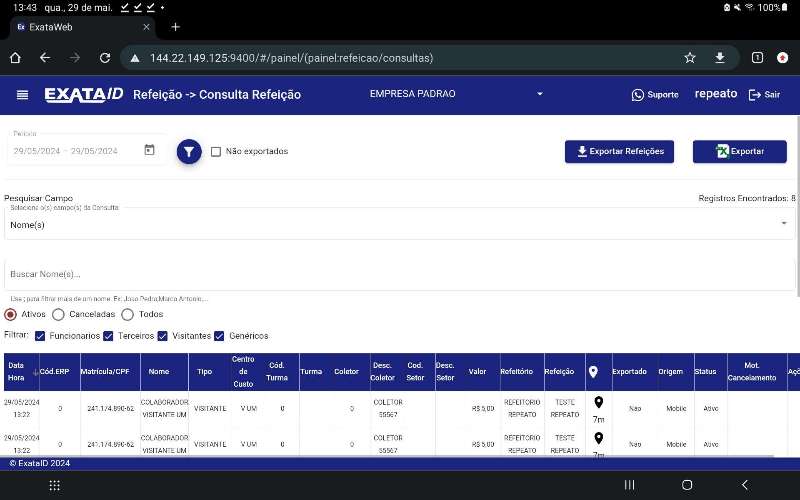 13:43 qua., 29 de mai.
100%
Ex ExataWeb
144.22.149.125:9400/#/painel/(painel:refeicao/consultas)
1
EXATAID Refeição -> Consulta Refeição EMPRESA PADRAO Suporte repeato Sair
Período
29/05/2024 – 29/05/2024
Não exportados
Exportar Refeições
Exportar
Pesquisar Campo
Registros Encontrados: 8
Selecione o(s) campo(s) da Consulta
Nome(s)
Buscar Nome(s)...
Use ; para filtrar mais de um nome. Ex: Joao Pedro;Marco Antonio;...
Ativos Canceladas Todos
Filtrar: Funcionarios Terceiros Visitantes Genéricos
Data Hora Cód.ERP Matrícula/CPF Nome Tipo Centro de Custo Cód. Turma Turma Coletor Desc. Coletor Cod. Setor Desc. Setor Valor Refeitório Refeição Exportado Origem Status Mot. Cancelamento Açõ
29/05/2024 13:22 0 241.174.890-62 COLABORADOR VISITANTE UM VISITANTE V UM 0 0 COLETOR 55567 R$ 5,00 REFEITORIO REPEATO TESTE REPEATO 7m Não Mobile Ativo
29/05/2024 13:22 0 241.174.890-62 COLABORADOR VISITANTE UM VISITANTE V UM 0 0 COLETOR 55567 R$ 5,00 REFEITORIO REPEATO TESTE REPEATO 7m Não Mobile Ativo
© ExataID 2024